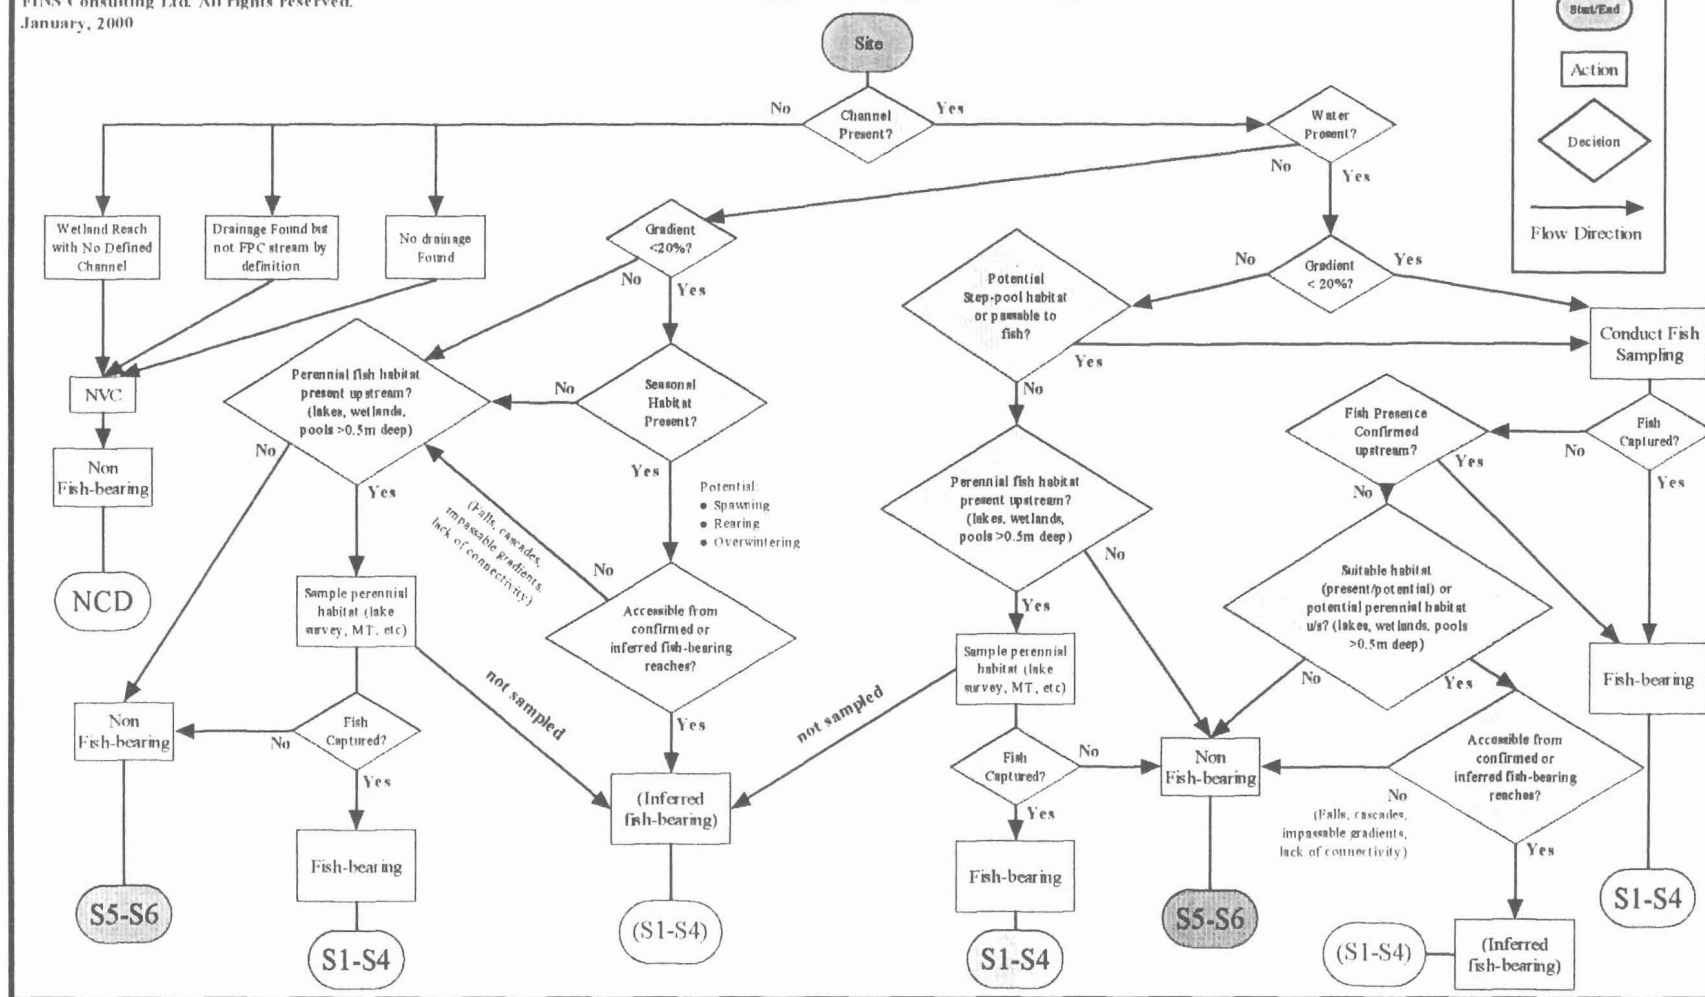 FINS Consulting Ltd. All rights reserved.
January, 2000
Start/End
Action
Decision
Flow Direction
Site
No
Channel
Present?
Yes
Water
Present?
No
Yes
Wetland Reach
with No Defined
Channel
Drainage Found but
not FPC stream by
definition
No drainage
Found
Gradient
<20%?
No
Yes
No
Gradient
< 20%?
Yes
Potential
Step-pool habitat
or passable to
fish?
Yes
No
Conduct Fish
Sampling
NVC
Non
Fish-bearing
NCD
Perennial fish habitat
present upstream?
(lakes, wetlands,
pools >0.5m deep)
No
Yes
No
Seasonal
Habitat
Present?
Yes
Potential:
• Spawning
• Rearing
• Overwintering
(Falls, cascades,
impassable gradients,
lack of connectivity)
No
Accessible from
confirmed or
inferred fish-bearing
reaches?
Yes
Sample perennial
habitat (lake
survey, MT, etc)
not sampled
Non
Fish-bearing
No
Fish
Captured?
Yes
(Inferred
fish-bearing)
Fish-bearing
S5-S6
S1-S4
(S1-S4)
Perennial fish habitat
present upstream?
(lakes, wetlands,
pools >0.5m deep)
No
Yes
Sample perennial
habitat (lake
survey, MT, etc)
not sampled
Fish
Captured?
No
Yes
Fish-bearing
S1-S4
Non
Fish-bearing
S5-S6
Fish Presence
Confirmed
upstream?
Yes
No
Fish
Captured?
No
Yes
Suitable habitat
(present/potential) or
potential perennial habitat
u/s? (lakes, wetlands, pools
>0.5m deep)
No
Yes
Fish-bearing
Accessible from
confirmed or
inferred fish-bearing
reaches?
No
(Falls, cascades,
impassable gradients,
lack of connectivity)
Yes
S1-S4
(S1-S4)
(Inferred
fish-bearing)